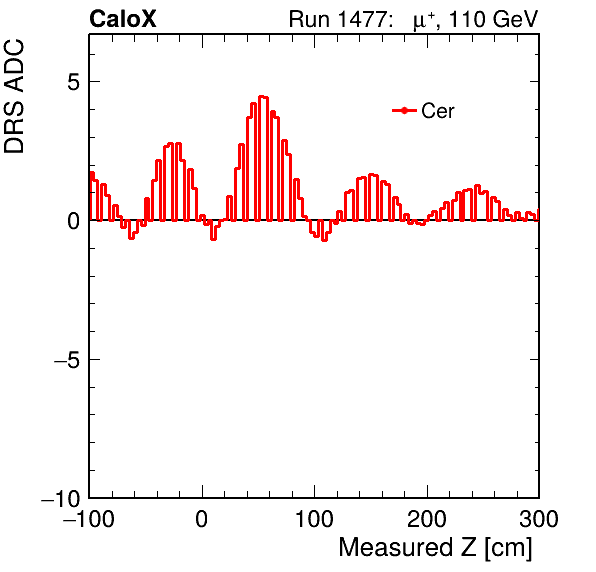 CaloX Run 1477: μ⁺, 110 GeV
DRS ADC
Cer
5
0
−5
−10
−100 0 100 200 300
Measured Z [cm]